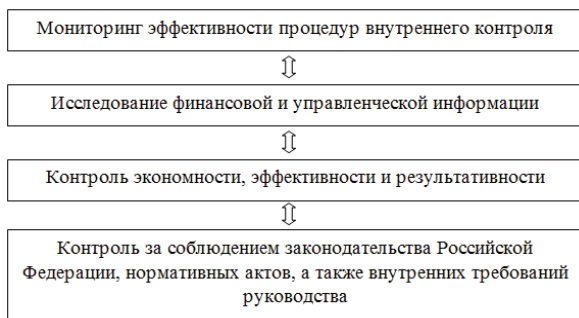 Мониторинг эффективности процедур внутреннего контроля
Исследование финансовой и управленческой информации
Контроль экономности, эффективности и результативности
Контроль за соблюдением законодательства Российской
Федерации, нормативных актов, а также внутренних требований
руководства